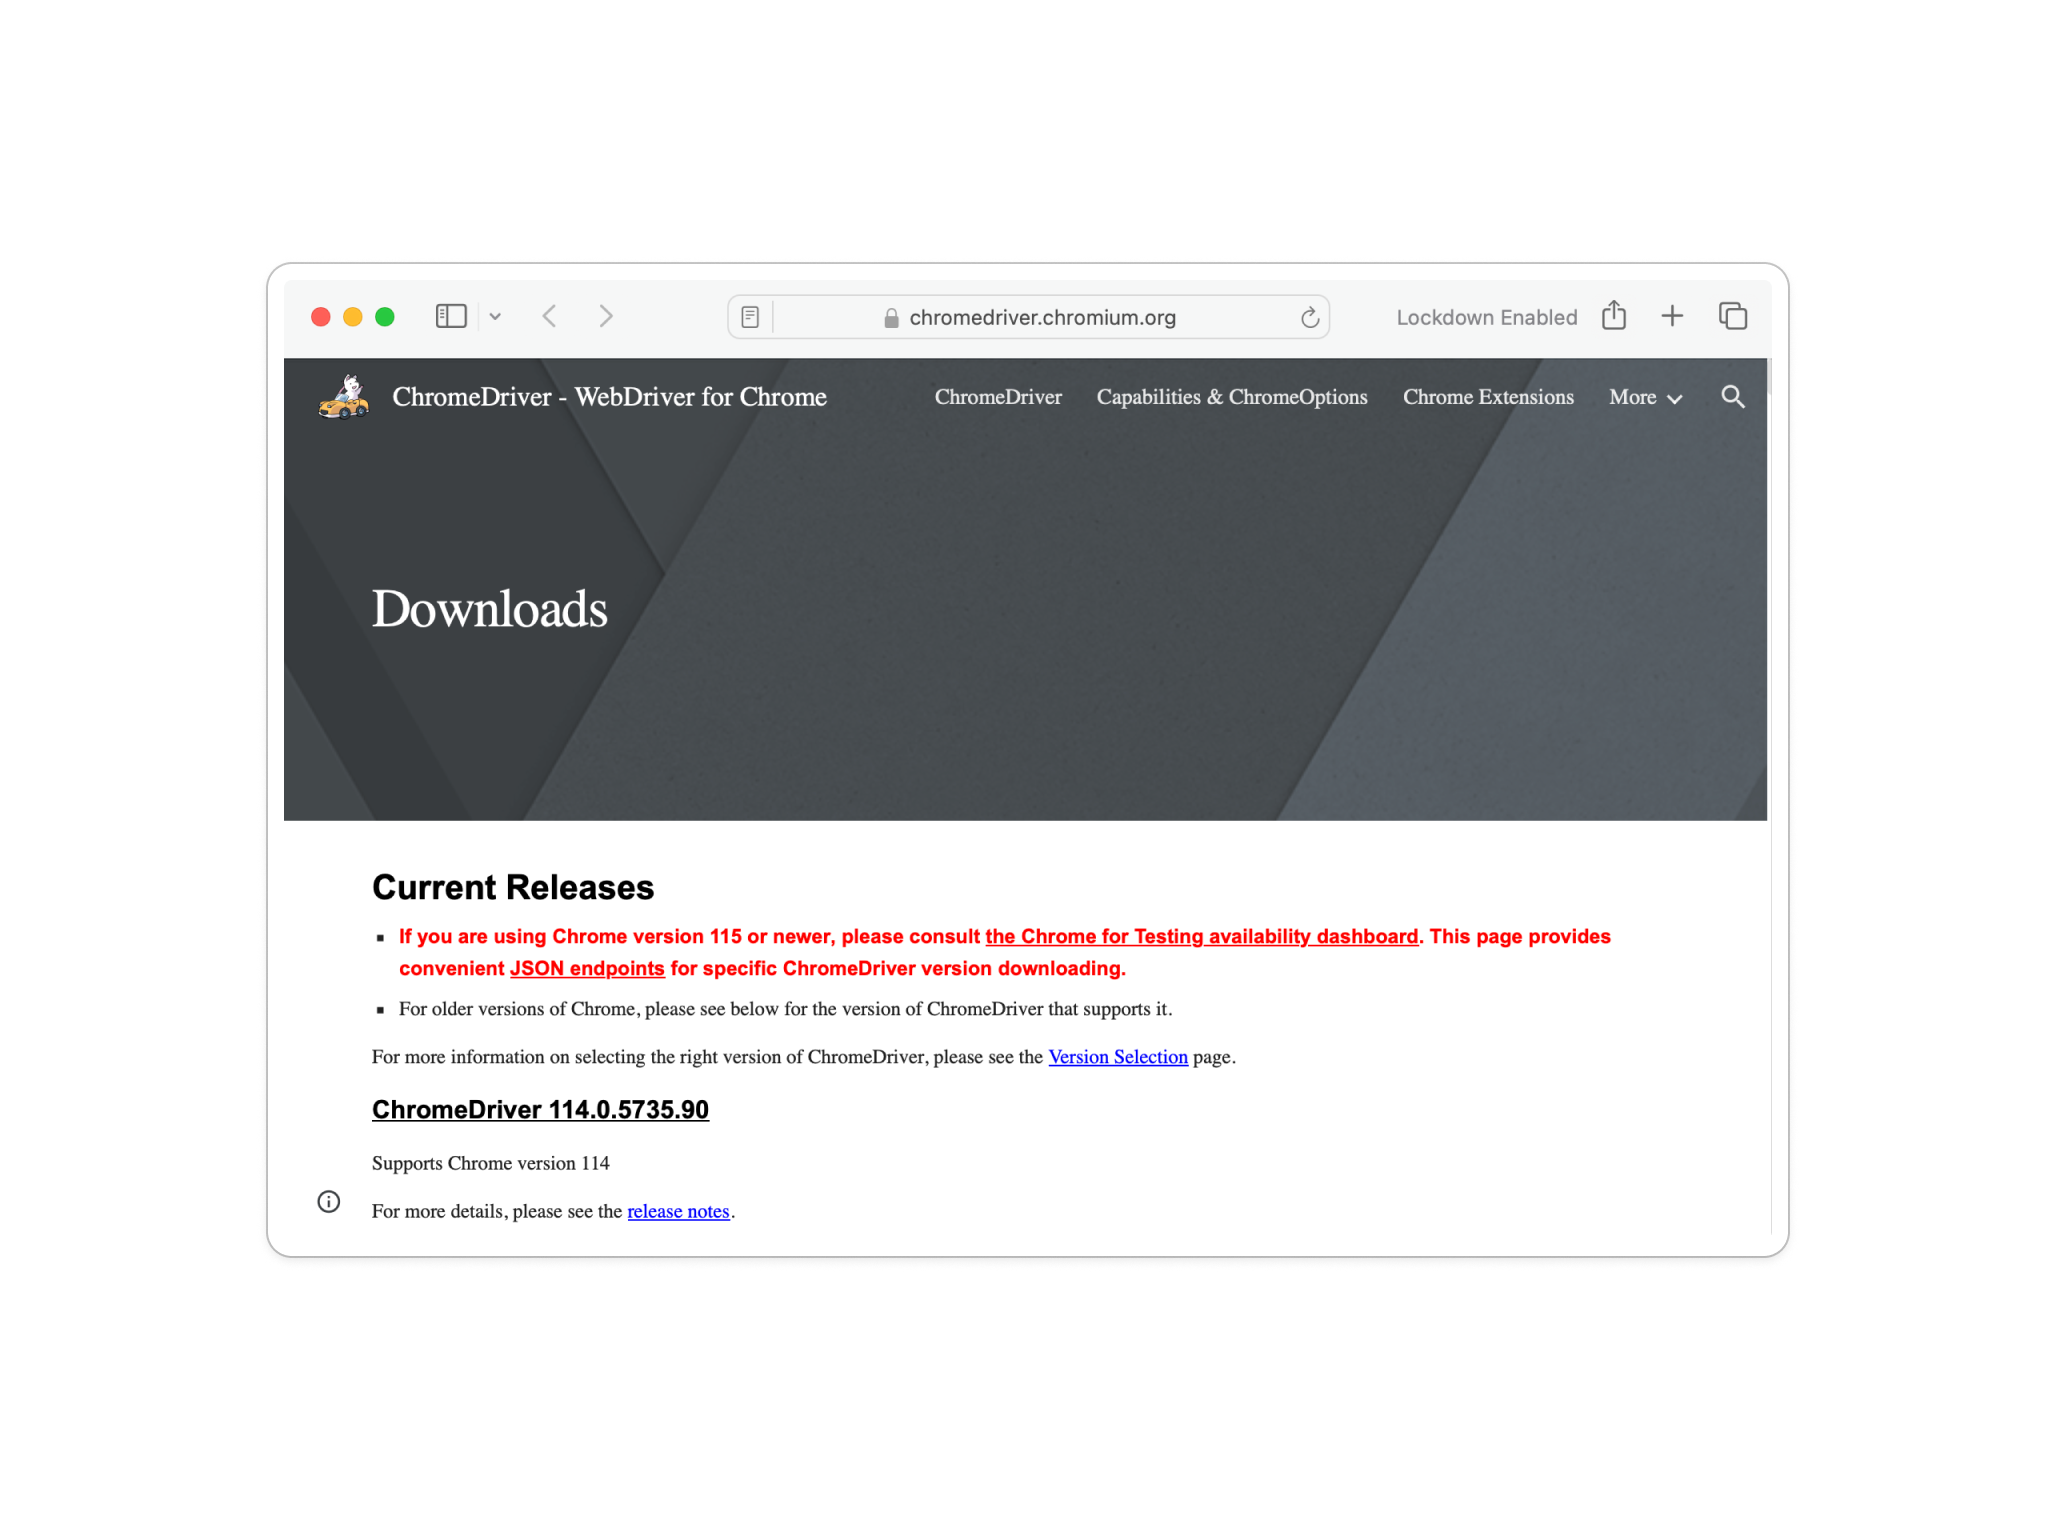 chromedriver.chromium.org
Lockdown Enabled
ChromeDriver - WebDriver for Chrome
ChromeDriver
Capabilities & ChromeOptions
Chrome Extensions
More
Downloads
Current Releases
▪ If you are using Chrome version 115 or newer, please consult the Chrome for Testing availability dashboard. This page provides
convenient JSON endpoints for specific ChromeDriver version downloading.
▪ For older versions of Chrome, please see below for the version of ChromeDriver that supports it.
For more information on selecting the right version of ChromeDriver, please see the Version Selection page.
ChromeDriver 114.0.5735.90
Supports Chrome version 114
For more details, please see the release notes.